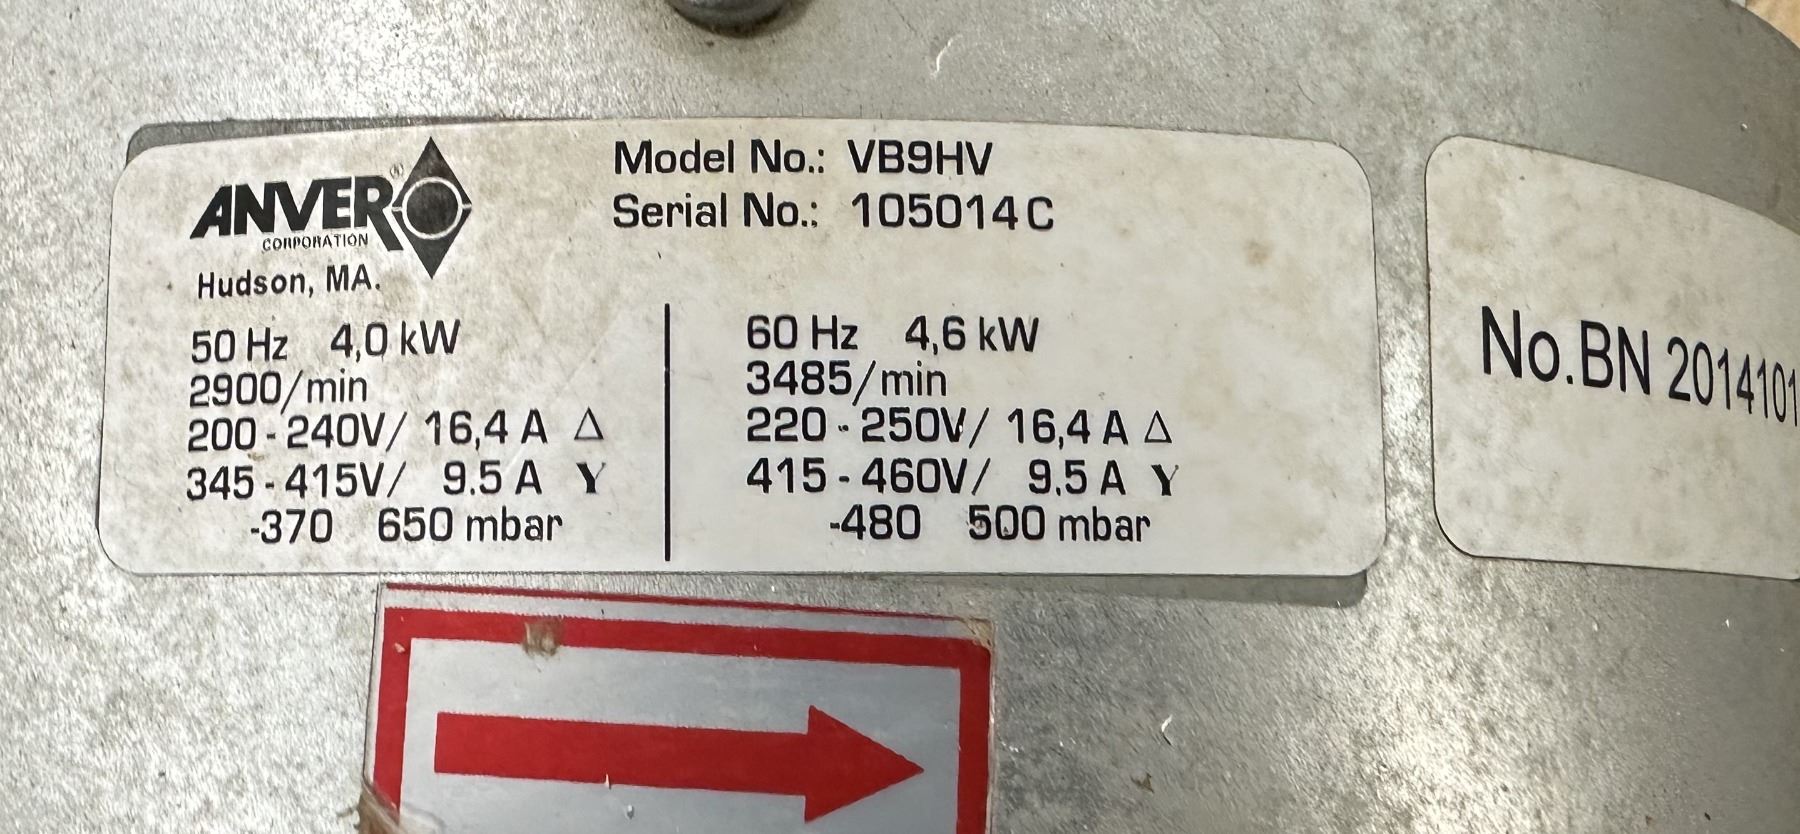 ANVER®
CORPORATION
Hudson, MA.
Model No.: VB9HV
Serial No.: 105014C
50 Hz 4,0 kW
2900/min
200-240V/ 16,4 A Δ
345-415V/ 9.5 A Y
-370 650 mbar
60 Hz 4,6 kW
3485/min
220-250V/ 16,4 A Δ
415-460V/ 9.5 A Y
-480 500 mbar
No.BN 2014101